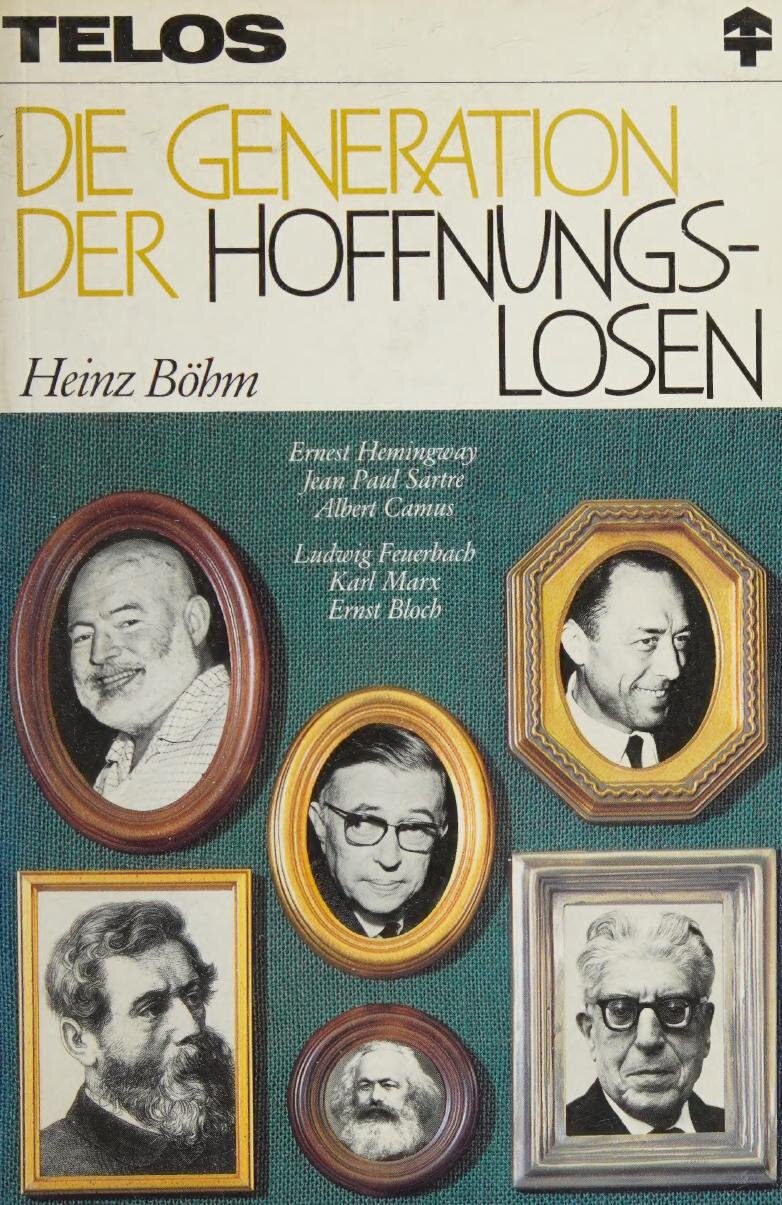 TELOS
DIE GENERATION
DER HOFFNUNGS-
LOSEN
Heinz Böhm
Ernest Hemingway
Jean Paul Sartre
Albert Camus
Ludwig Feuerbach
Karl Marx
Ernst Bloch